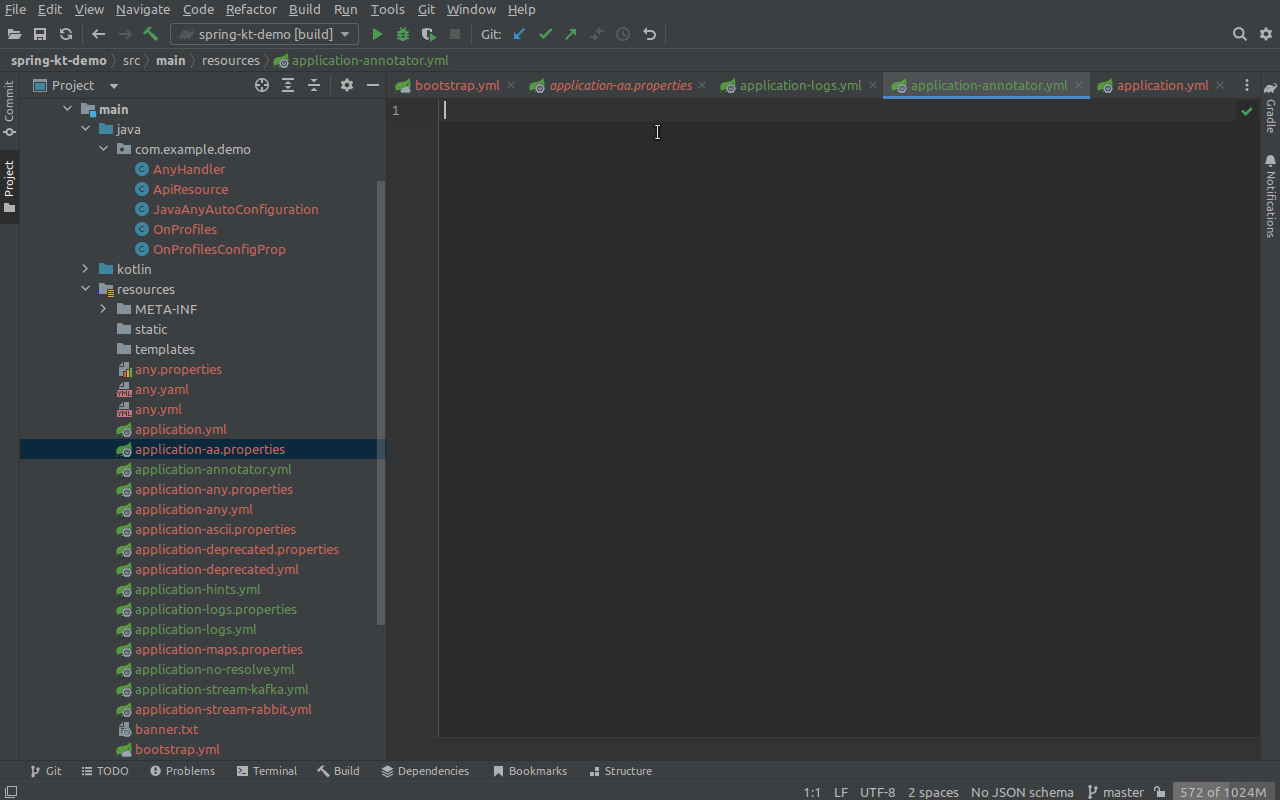 File Edit View Navigate Code Refactor Build Run Tools Git Window Help
spring-kt-demo [build] Git:
spring-kt-demo src main resources application-annotator.yml
Project bootstrap.yml application-aa.properties application-logs.yml application-annotator.yml application.yml
Commit
Project
main
java
com.example.demo
AnyHandler
ApiResource
JavaAnyAutoConfiguration
OnProfiles
OnProfilesConfigProp
kotlin
resources
META-INF
static
templates
any.properties
any.yaml
any.yml
application.yml
application-aa.properties
application-annotator.yml
application-any.properties
application-any.yml
application-ascii.properties
application-deprecated.properties
application-deprecated.yml
application-hints.yml
application-logs.properties
application-logs.yml
application-maps.properties
application-no-resolve.yml
application-stream-kafka.yml
application-stream-rabbit.yml
banner.txt
bootstrap.yml
1
Gradle
Notifications
Git TODO Problems Terminal Build Dependencies Bookmarks Structure
1:1 LF UTF-8 2 spaces No JSON schema master 572 of 1024M